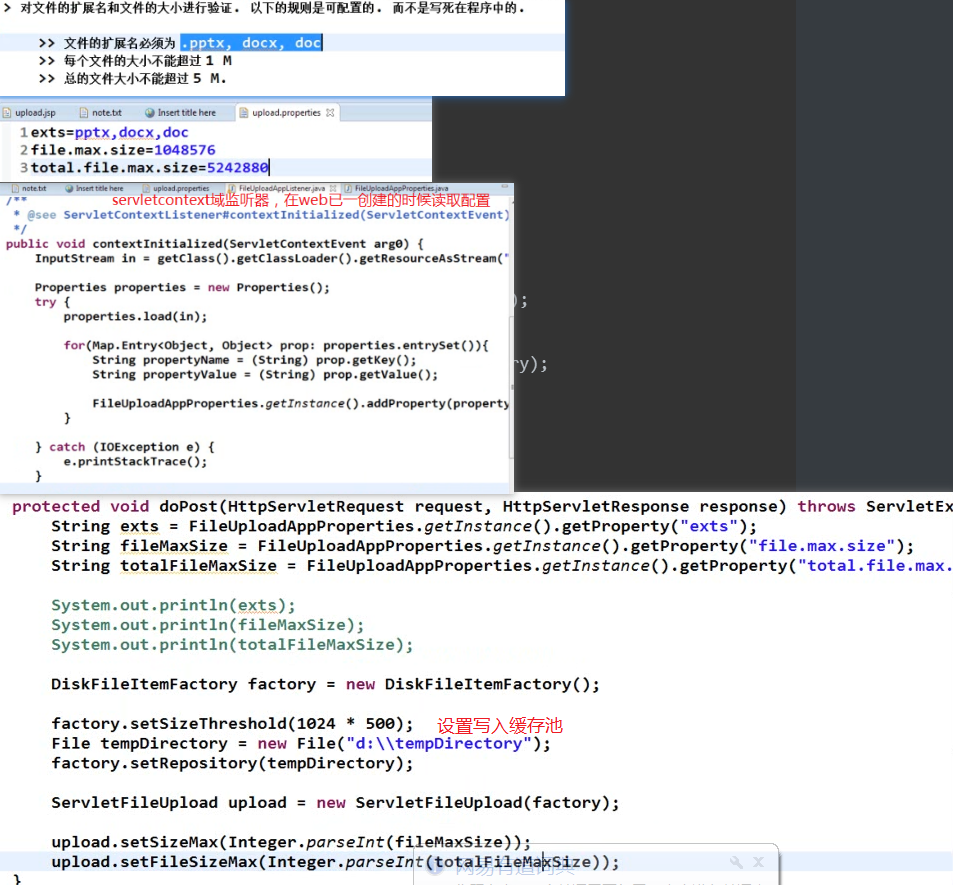 > 对文件的扩展名和文件的大小进行验证. 以下的规则是可配置的. 而不是写死在程序中的.
>> 文件的扩展名必须为 .pptx, docx, doc
>> 每个文件的大小不能超过 1 M
>> 总的文件大小不能超过 5 M.
upload.jsp note.txt Insert title here upload.properties
1 exts=pptx,docx,doc
2 file.max.size=1048576
3 total.file.max.size=5242880
note.txt Insert title here upload.properties FileUploadAppListener.java FileUploadAppProperties.java
/** servletcontext域监听器，在web已一创建的时候读取配置
* @see ServletContextListener#contextInitialized(ServletContextEvent)
*/
public void contextInitialized(ServletContextEvent arg0) {
InputStream in = getClass().getClassLoader().getResourceAsStream("
Properties properties = new Properties();
);
try {
properties.load(in);
for(Map.Entry<Object, Object> prop: properties.entrySet()){
String propertyName = (String) prop.getKey();
ry);
String propertyValue = (String) prop.getValue();
FileUploadAppProperties.getInstance().addProperty(property
}
} catch (IOException e) {
e.printStackTrace();
}
protected void doPost(HttpServletRequest request, HttpServletResponse response) throws ServletEx
String exts = FileUploadAppProperties.getInstance().getProperty("exts");
String fileMaxSize = FileUploadAppProperties.getInstance().getProperty("file.max.size");
String totalFileMaxSize = FileUploadAppProperties.getInstance().getProperty("total.file.max.
System.out.println(exts);
System.out.println(fileMaxSize);
System.out.println(totalFileMaxSize);
DiskFileItemFactory factory = new DiskFileItemFactory();
factory.setSizeThreshold(1024 * 500); 设置写入缓存池
File tempDirectory = new File("d:\\tempDirectory");
factory.setRepository(tempDirectory);
ServletFileUpload upload = new ServletFileUpload(factory);
upload.setSizeMax(Integer.parseInt(fileMaxSize));
upload.setFileSizeMax(Integer.parseInt(totalFileMaxSize));
网易有道词典
}